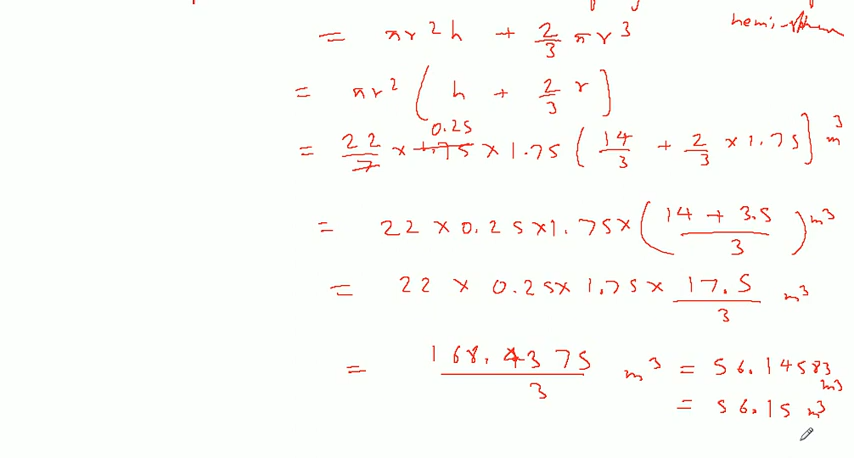 hemi-sphere
= πr²h + 2/3 πr³
= πr² ( h + 2/3 r )
0.25
= 22/7 × 1.75 × 1.75 ( 14/3 + 2/3 × 1.75 ) m³
= 22 × 0.25 × 1.75 × ( 14 + 3.5 / 3 ) m³
= 22 × 0.25 × 1.75 × 17.5 / 3 m³
= 168.4375 / 3 m³ = 56.14583 m³
= 56.15 m³